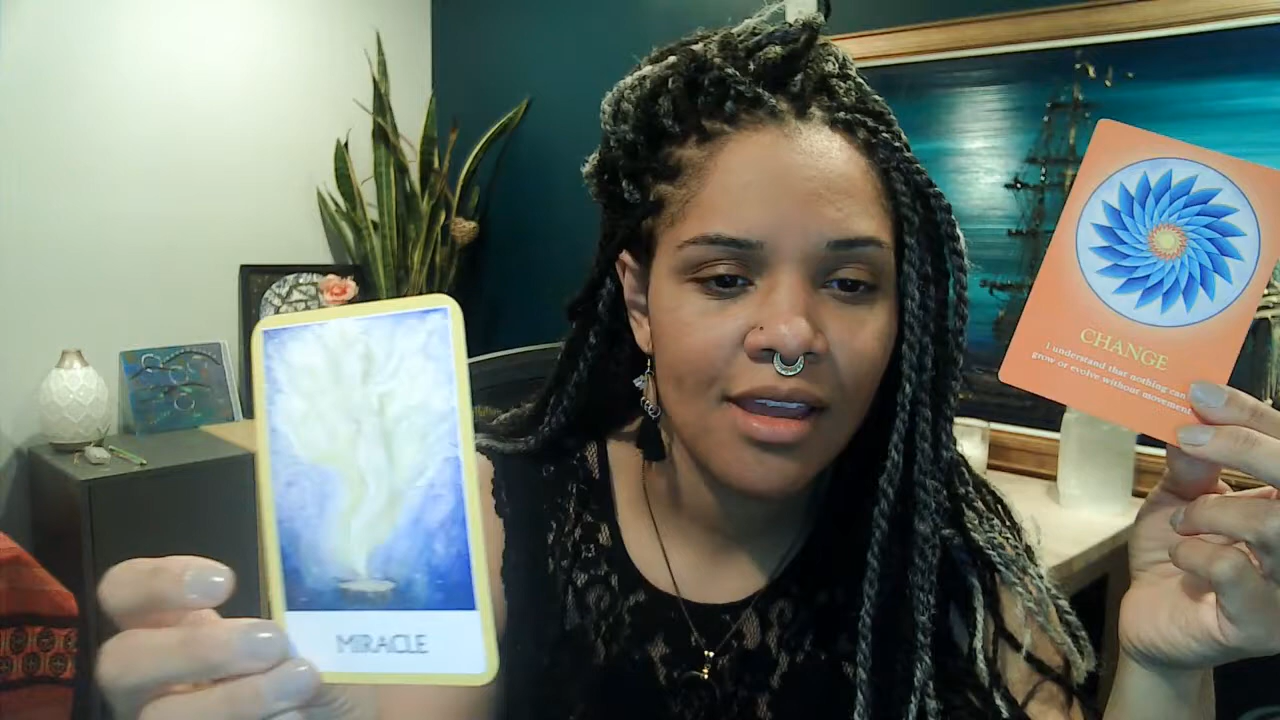 MIRACLE
CHANGE
I understand that nothing can
grow or evolve without movement